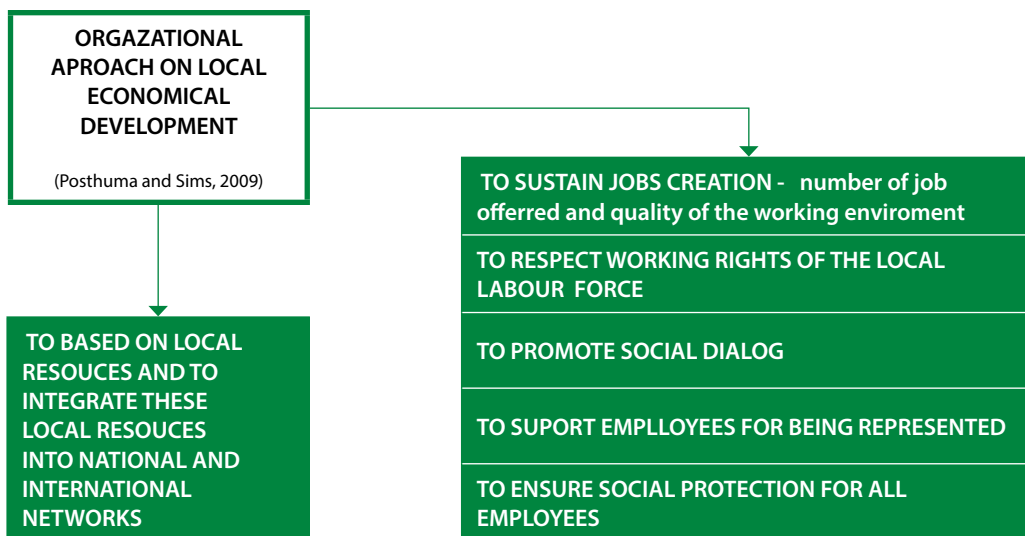 ORGAZATIONAL
APROACH ON LOCAL
ECONOMICAL
DEVELOPMENT
(Posthuma and Sims, 2009)
TO BASED ON LOCAL
RESOUCES AND TO
INTEGRATE THESE
LOCAL RESOUCES
INTO NATIONAL AND
INTERNATIONAL
NETWORKS
TO SUSTAIN JOBS CREATION - number of job
oferred and quality of the working enviroment
TO RESPECT WORKING RIGHTS OF THE LOCAL
LABOUR FORCE
TO PROMOTE SOCIAL DIALOG
TO SUPORT EMPLLOYEES FOR BEING REPRESENTED
TO ENSURE SOCIAL PROTECTION FOR ALL
EMPLOYEES